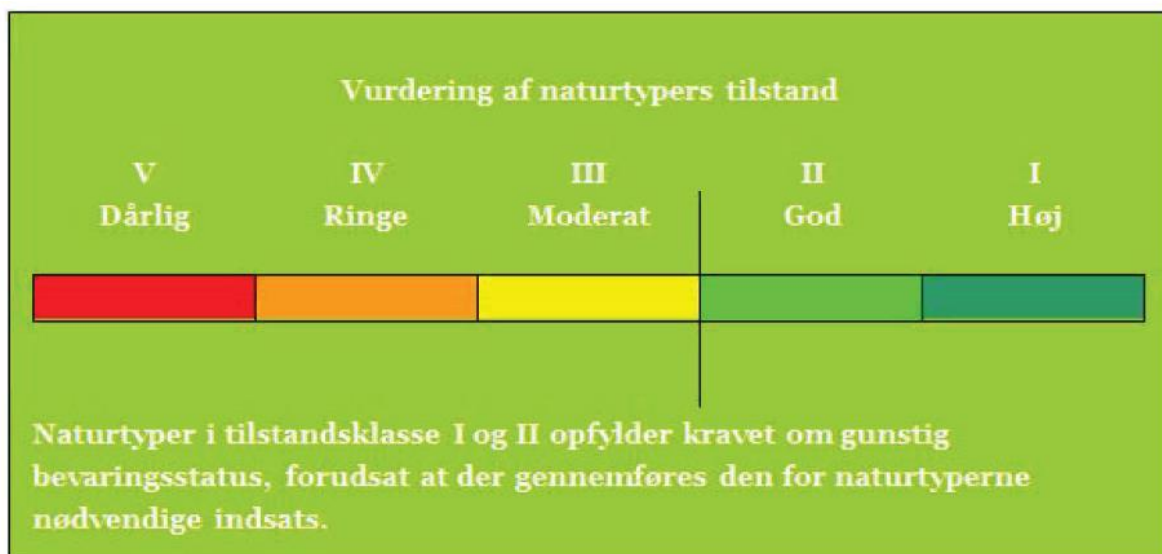 Vurdering af naturtypers tilstand
V IV III II I
Dårlig Ringe Moderat God Høj
Naturtyper i tilstandsklasse I og II opfylder kravet om gunstig
bevaringsstatus, forudsat at der gennemføres den for naturtyperne
nødvendige indsats.